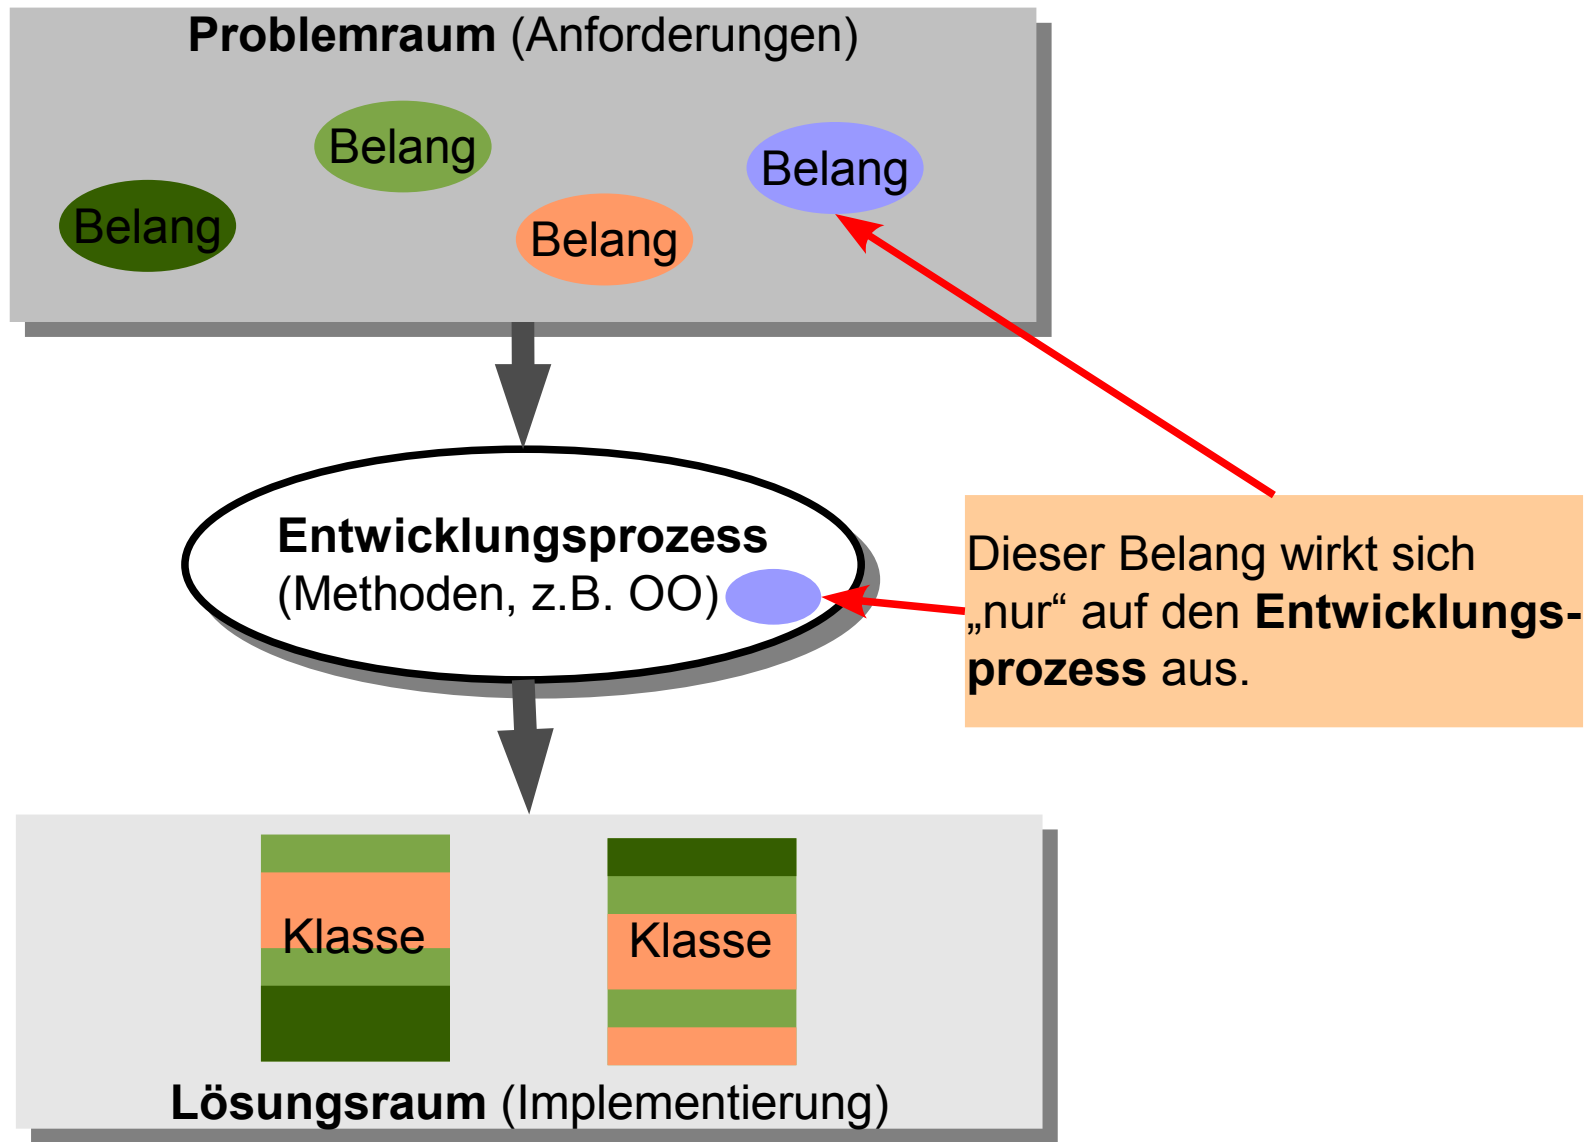 Problemraum (Anforderungen)
Belang
Belang
Belang
Belang
Entwicklungsprozess
(Methoden, z.B. OO)
Dieser Belang wirkt sich
„nur“ auf den Entwicklungs-
prozess aus.
Klasse
Klasse
Lösungsraum (Implementierung)